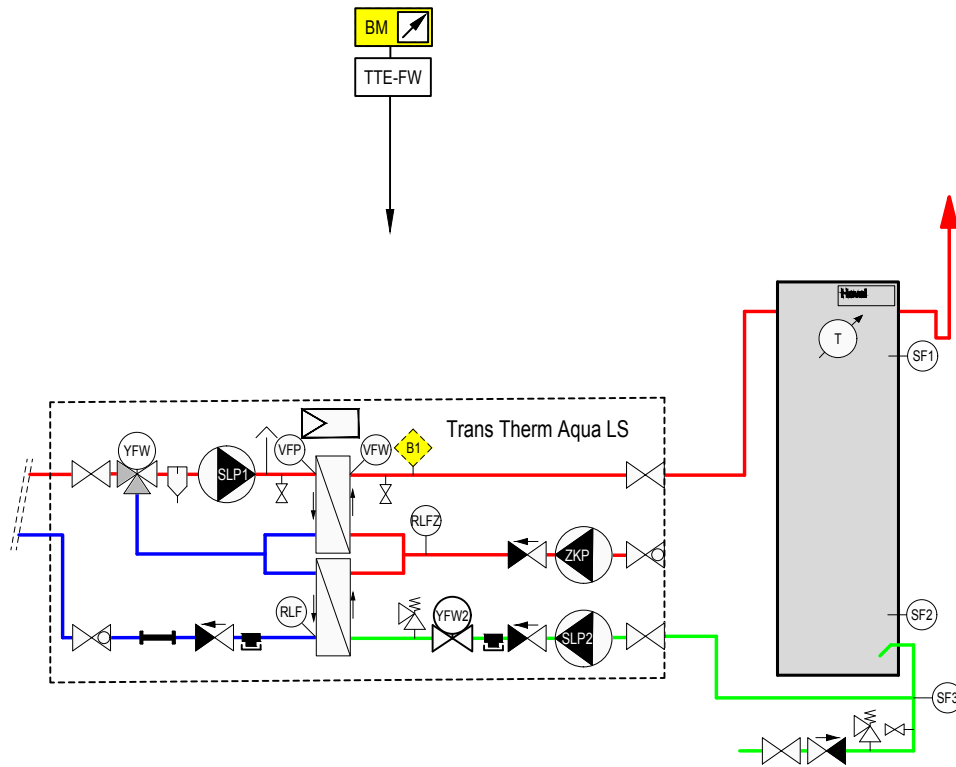 BM
TTE-FW
Hoval
T
SF1
Trans Therm Aqua LS
YFW
VFP
VFW
B1
SLP1
RLFZ
ZKP
RLF
YFW2
SLP2
SF2
SF3